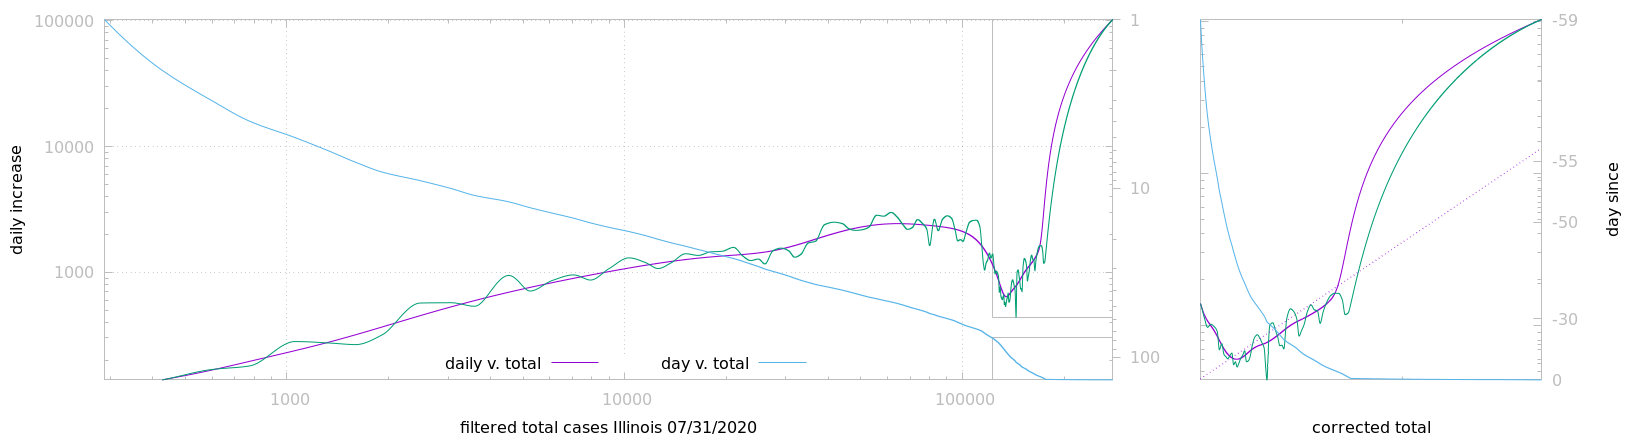 100000
10000
1000
daily increase
1
10
100
daily v. total
day v. total
1000
10000
100000
filtered total cases Illinois 07/31/2020
-59
-55
-50
-30
0
day since
corrected total